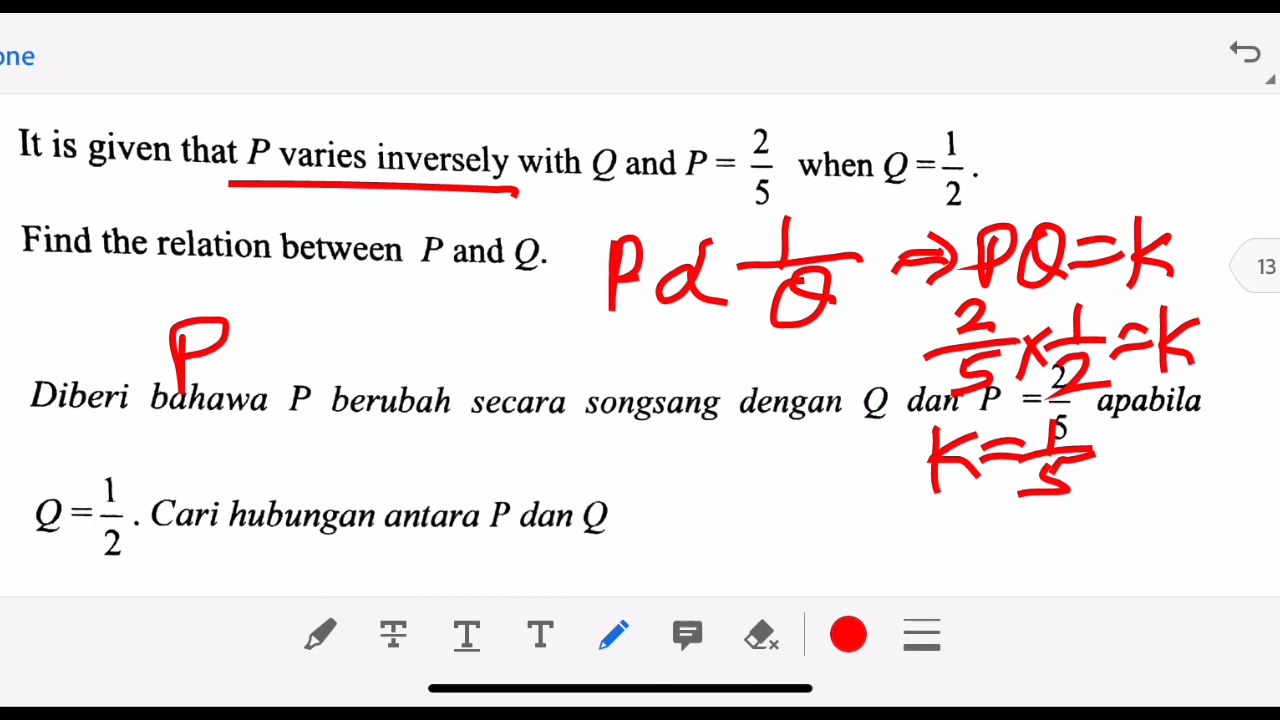 one
It is given that P varies inversely with Q and P = 2/5 when Q = 1/2.
Find the relation between P and Q.
P ∝ 1/Q ⇒ PQ = K
2/5 × 1/2 = K
K = 1/5
13
P
Diberi bahawa P berubah secara songsang dengan Q dan P = 2/5 apabila
Q = 1/2. Cari hubungan antara P dan Q
T T T